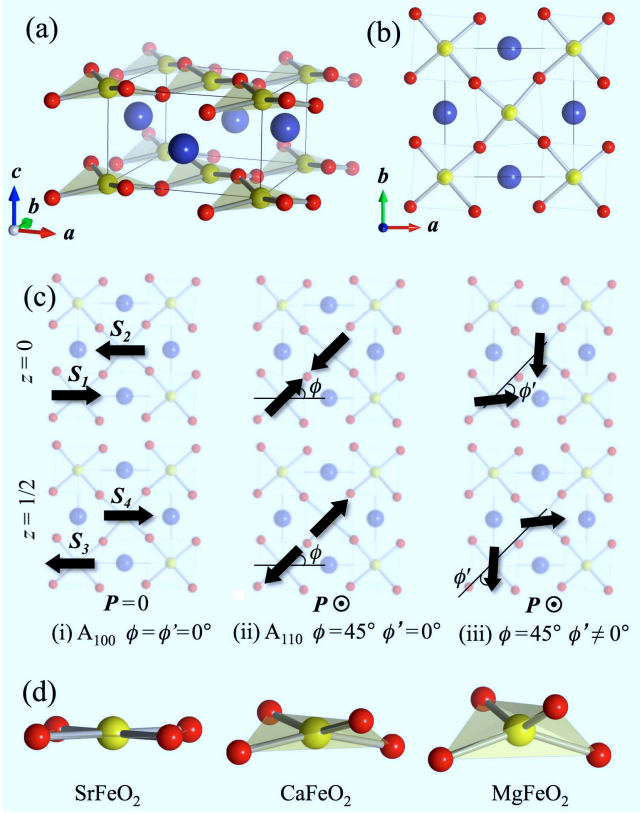 (a)
(b)
c
b
a
b
a
(c)
z=0
S₂
S₁
ϕ
ϕ'
z=1/2
S₄
S₃
ϕ
ϕ'
P=0
P⊙
P⊙
(i) A₁₀₀ ϕ=ϕ'=0°
(ii) A₁₁₀ ϕ=45° ϕ'=0°
(iii) ϕ=45° ϕ'≠0°
(d)
SrFeO₂
CaFeO₂
MgFeO₂